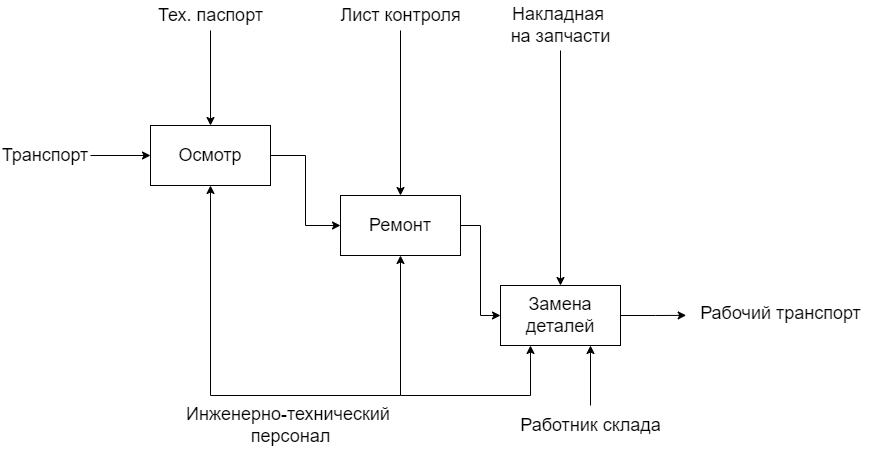 Тех. паспорт
Лист контроля
Накладная
на запчасти
Транспорт
Осмотр
Ремонт
Замена
деталей
Рабочий транспорт
Инженерно-технический
персонал
Работник склада